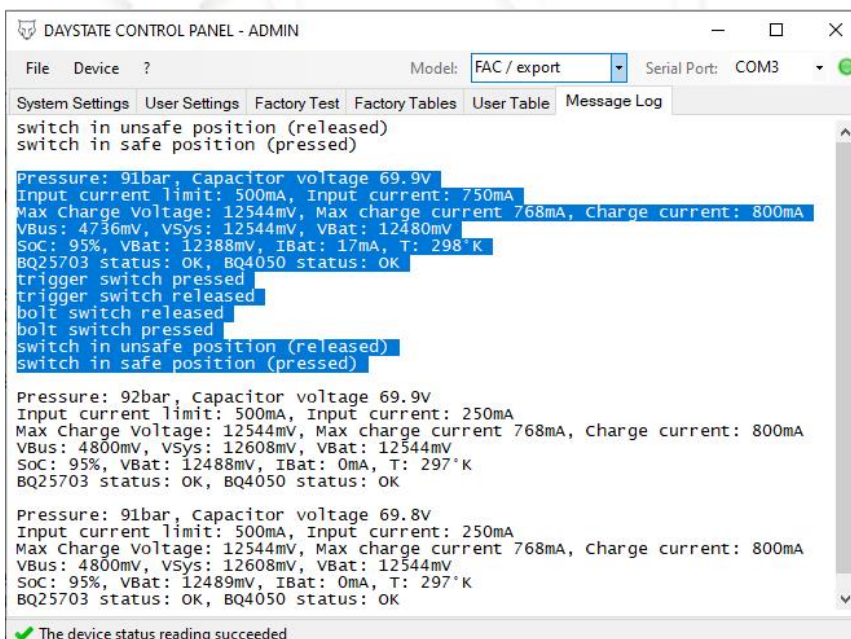 DAYSTATE CONTROL PANEL - ADMIN
File Device ? Model: FAC / export Serial Port: COM3
System Settings User Settings Factory Test Factory Tables User Table Message Log
switch in unsafe position (released)
switch in safe position (pressed)
Pressure: 91bar, Capacitor voltage 69.9V
Input current limit: 500mA, Input current: 750mA
Max Charge Voltage: 12544mV, Max charge current 768mA, Charge current: 800mA
VBus: 4736mV, VSys: 12544mV, VBat: 12480mV
SoC: 95%, VBat: 12388mV, IBat: 17mA, T: 298°K
BQ25703 status: OK, BQ4050 status: OK
trigger switch pressed
trigger switch released
bolt switch released
bolt switch pressed
switch in unsafe position (released)
switch in safe position (pressed)
Pressure: 92bar, Capacitor voltage 69.9V
Input current limit: 500mA, Input current: 250mA
Max Charge Voltage: 12544mV, Max charge current 768mA, Charge current: 800mA
VBus: 4800mV, VSys: 12608mV, VBat: 12544mV
SoC: 95%, VBat: 12488mV, IBat: 0mA, T: 297°K
BQ25703 status: OK, BQ4050 status: OK
Pressure: 91bar, Capacitor voltage 69.8V
Input current limit: 500mA, Input current: 250mA
Max Charge Voltage: 12544mV, Max charge current 768mA, Charge current: 800mA
VBus: 4800mV, VSys: 12608mV, VBat: 12544mV
SoC: 95%, VBat: 12489mV, IBat: 0mA, T: 297°K
BQ25703 status: OK, BQ4050 status: OK
The device status reading succeeded